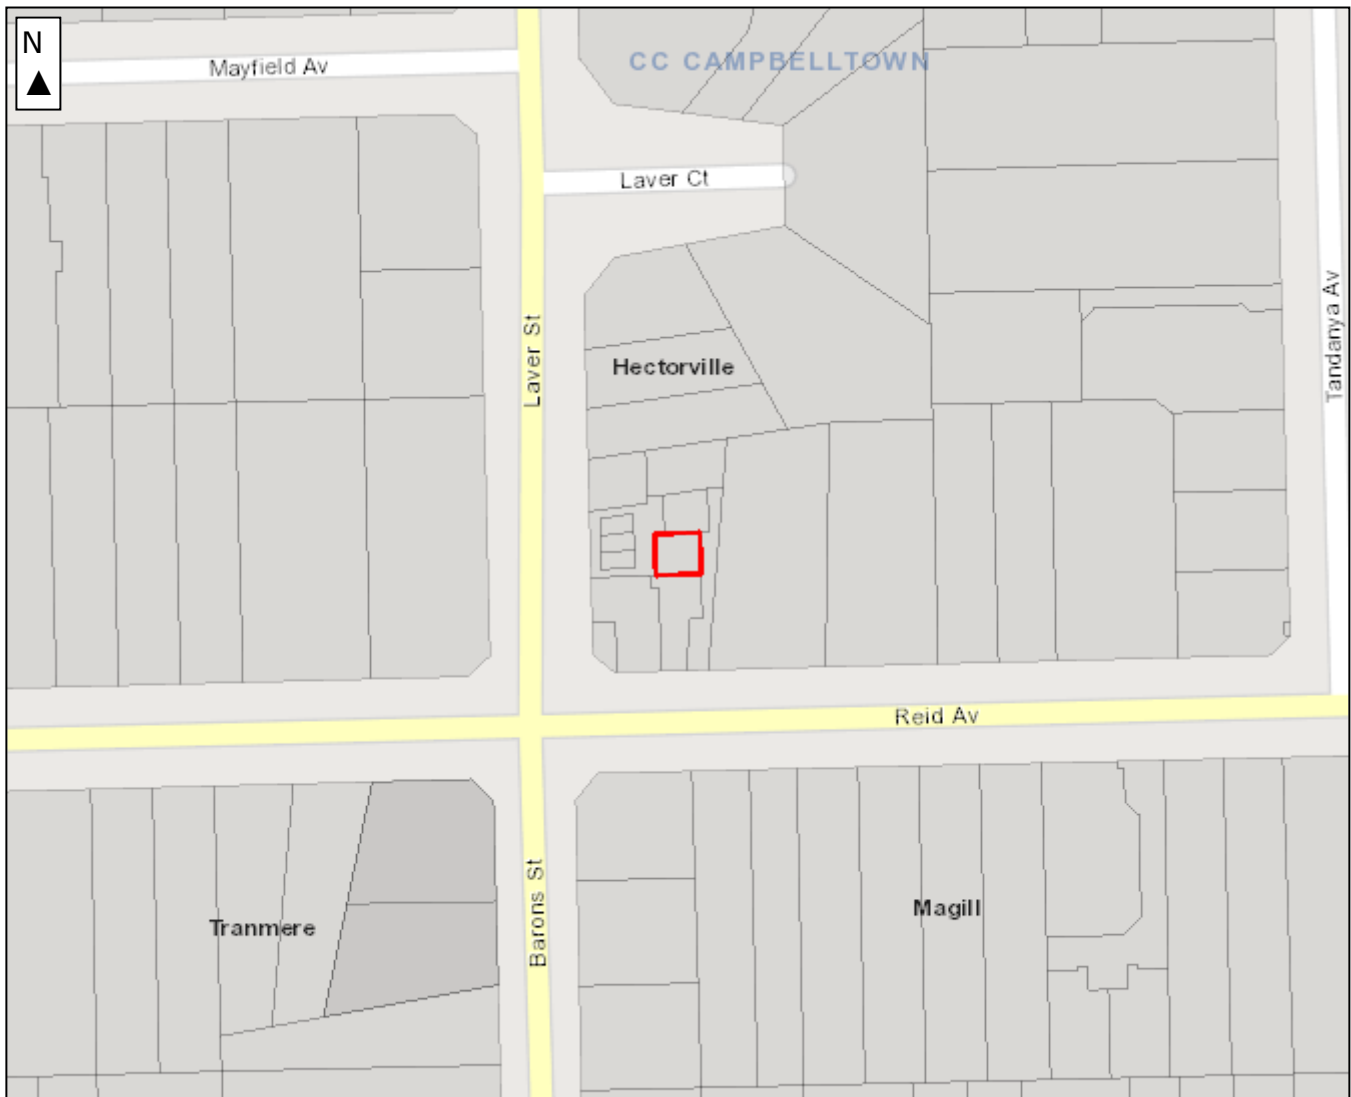 N
CC CAMPBELLTOWN
Mayfield Av
Laver Ct
Laver St
Tandanya Av
Hectorville
Reid Av
Barons St
Magill
Tranmere